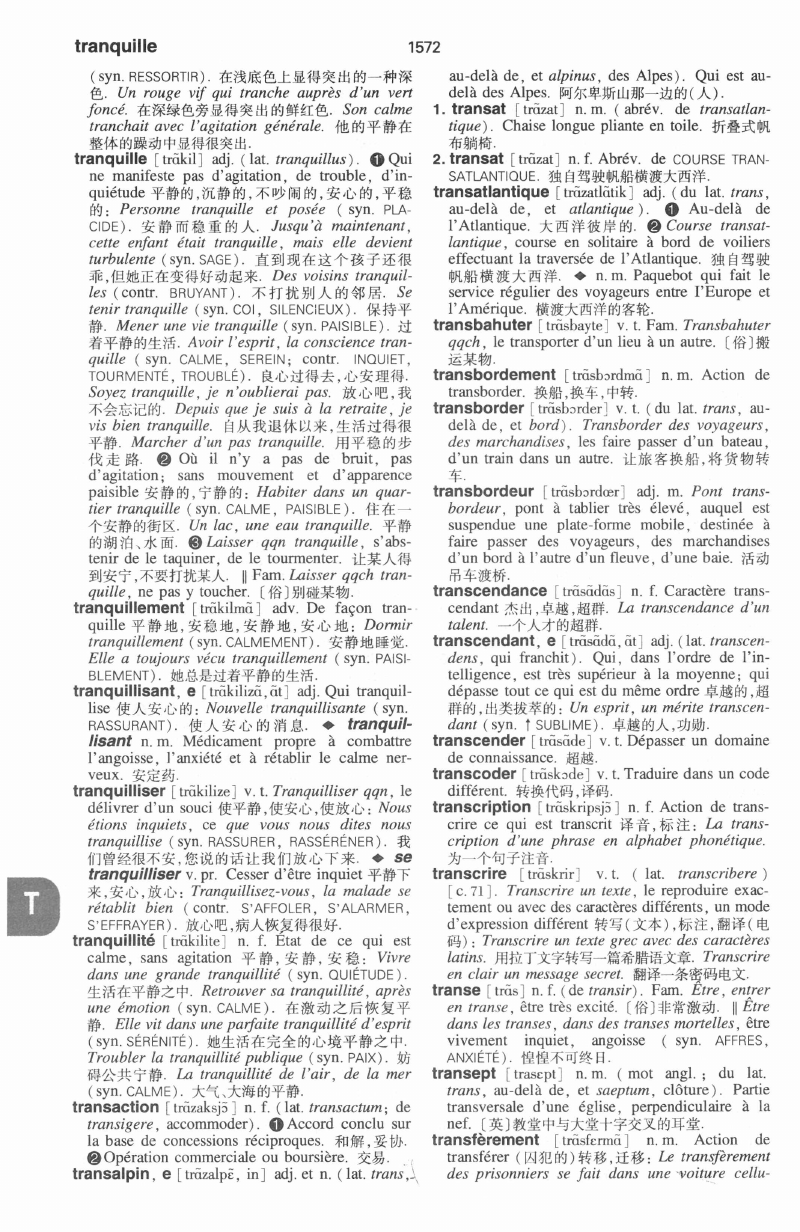 tranquille
1572
(syn. RESSORTIR). 在浅底色上显得突出的一种深
色. Un rouge vif qui tranche auprès d'un vert
foncé. 在深绿色旁显得突出的鲜红色. Son calme
tranchait avec l'agitation générale. 他的平静在
整体的躁动中显得很突出.
tranquille [trɑ̃kil] adj. (lat. tranquillus). ❶ Qui
ne manifeste pas d'agitation, de trouble, d'in-
quiétude 平静的,沉静的,不吵闹的,安心的,平稳
的: Personne tranquille et posée (syn. PLA-
CIDE). 安静而稳重的人. Jusqu'à maintenant,
cette enfant était tranquille, mais elle devient
turbulente (syn. SAGE). 直到现在这个孩子还很
乖,但她正在变得好动起来. Des voisins tranquil-
les (contr. BRUYANT). 不打扰别人的邻居. Se
tenir tranquille (syn. COI, SILENCIEUX). 保持平
静. Mener une vie tranquille (syn. PAISIBLE). 过
着平静的生活. Avoir l'esprit, la conscience tran-
quille (syn. CALME, SEREIN; contr. INQUIET,
TOURMENTÉ, TROUBLÉ). 良心过得去,心安理得.
Soyez tranquille, je n'oublierai pas. 放心吧,我
不会忘记的. Depuis que je suis à la retraite, je
vis bien tranquille. 自从我退休以来,生活过得很
平静. Marcher d'un pas tranquille. 用平稳的步
伐走路. ❷ Où il n'y a pas de bruit, pas
d'agitation; sans mouvement et d'apparence
paisible 安静的,宁静的: Habiter dans un quar-
tier tranquille (syn. CALME, PAISIBLE). 住在一
个安静的街区. Un lac, une eau tranquille. 平静
的湖泊、水面. ❸ Laisser qqn tranquille, s'abs-
tenir de le taquiner, de le tourmenter. 让某人得
到安宁,不要打扰某人. ‖ Fam. Laisser qqch tran-
quille, ne pas y toucher. 〔俗〕别碰某物.
tranquillement [trɑ̃kilmɑ̃] adv. De façon tran-
quille 平静地,安稳地,安静地,安心地: Dormir
tranquillement (syn. CALMEMENT). 安静地睡觉.
Elle a toujours vécu tranquillement (syn. PAISI-
BLEMENT). 她总是过着平静的生活.
tranquillisant, e [trɑ̃kilizɑ̃, ɑ̃t] adj. Qui tranquil-
lise 使人安心的: Nouvelle tranquillisante (syn.
RASSURANT). 使人安心的消息. ◆ tranquil-
lisant n. m. Médicament propre à combattre
l'angoisse, l'anxiété et à rétablir le calme ner-
veux. 安定药.
tranquilliser [trɑ̃kilize] v. t. Tranquilliser qqn, le
délivrer d'un souci 使平静,使安心,使放心: Nous
étions inquiets, ce que vous nous dites nous
tranquillise (syn. RASSURER, RASSÉRÉNER). 我
们曾经很不安,您说的话让我们放心下来. ◆ se
tranquilliser v. pr. Cesser d'être inquiet 平静下
来,安心,放心: Tranquillisez-vous, la malade se
rétablit bien (contr. S'AFFOLER, S'ALARMER,
S'EFFRAYER). 放心吧,病人恢复得很好.
tranquillité [trɑ̃kilite] n. f. État de ce qui est
calme, sans agitation 平静,安静,安稳: Vivre
dans une grande tranquillité (syn. QUIÉTUDE).
生活在平静之中. Retrouver sa tranquillité, après
une émotion (syn. CALME). 在激动之后恢复平
静. Elle vit dans une parfaite tranquillité d'esprit
(syn. SÉRÉNITÉ). 她生活在完全的心境平静之中.
Troubler la tranquillité publique (syn. PAIX). 妨
碍公共宁静. La tranquillité de l'air, de la mer
(syn. CALME). 大气、大海的平静.
transaction [trɑ̃zaksjɔ̃] n. f. (lat. transactum; de
transigere, accommoder). ❶ Accord conclu sur
la base de concessions réciproques. 和解,妥协.
❷ Opération commerciale ou boursière. 交易.
transalpin, e [trɑ̃zalpɛ̃, in] adj. et n. (lat. trans,
au-delà de, et alpinus, des Alpes). Qui est au-
delà des Alpes. 阿尔卑斯山那一边的(人).
1. transat [trɑ̃zat] n. m. (abrév. de transatlan-
tique). Chaise longue pliante en toile. 折叠式帆
布躺椅.
2. transat [trɑ̃zat] n. f. Abrév. de COURSE TRAN-
SATLANTIQUE. 独自驾驶帆船横渡大西洋.
transatlantique [trɑ̃zatlɑ̃tik] adj. (du lat. trans,
au-delà de, et atlantique). ❶ Au-delà de
l'Atlantique. 大西洋彼岸的. ❷ Course transat-
lantique, course en solitaire à bord de voiliers
effectuant la traversée de l'Atlantique. 独自驾驶
帆船横渡大西洋. ◆ n. m. Paquebot qui fait le
service régulier des voyageurs entre l'Europe et
l'Amérique. 横渡大西洋的客轮.
transbahuter [trɑ̃sbayte] v. t. Fam. Transbahuter
qqch, le transporter d'un lieu à un autre. 〔俗〕搬
运某物.
transbordement [trɑ̃sbɔrdmɑ̃] n. m. Action de
transborder. 换船,换车,中转.
transborder [trɑ̃sbɔrder] v. t. (du lat. trans, au-
delà de, et bord). Transborder des voyageurs,
des marchandises, les faire passer d'un bateau,
d'un train dans un autre. 让旅客换船,将货物转
车.
transbordeur [trɑ̃sbɔrdœr] adj. m. Pont trans-
bordeur, pont à tablier très élevé, auquel est
suspendue une plate-forme mobile, destinée à
faire passer des voyageurs, des marchandises
d'un bord à l'autre d'un fleuve, d'une baie. 活动
吊车渡桥.
transcendance [trɑ̃sɑ̃dɑ̃s] n. f. Caractère trans-
cendant 杰出,卓越,超群. La transcendance d'un
talent. 一个人才的超群.
transcendant, e [trɑ̃sɑ̃dɑ̃, ɑ̃t] adj. (lat. transcen-
dens, qui franchit). Qui, dans l'ordre de l'in-
telligence, est très supérieur à la moyenne; qui
dépasse tout ce qui est du même ordre 卓越的,超
群的,出类拔萃的: Un esprit, un mérite transcen-
dant (syn. ↑ SUBLIME). 卓越的人,功勋.
transcender [trɑ̃sɑ̃de] v. t. Dépasser un domaine
de connaissance. 超越.
transcoder [trɑ̃skɔde] v. t. Traduire dans un code
différent. 转换代码,译码.
transcription [trɑ̃skripsjɔ̃] n. f. Action de trans-
crire ce qui est transcrit 译音,标注: La trans-
cription d'une phrase en alphabet phonétique.
为一个句子注音.
transcrire [trɑ̃skrir] v. t. (lat. transcribere)
[c. 71]. Transcrire un texte, le reproduire exac-
tement ou avec des caractères différents, un mode
d'expression différent 转写(文本),标注,翻译(电
码): Transcrire un texte grec avec des caractères
latins. 用拉丁文字转写一篇希腊语文章. Transcrire
en clair un message secret. 翻译一条密码电文.
transe [trɑ̃s] n. f. (de transir). Fam. Être, entrer
en transe, être très excité. 〔俗〕非常激动. ‖ Être
dans les transes, dans des transes mortelles, être
vivement inquiet, angoisse (syn. AFFRES,
ANXIÉTÉ). 惶惶不可终日.
transept [trasɛpt] n. m. (mot angl.; du lat.
trans, au-delà de, et saeptum, clôture). Partie
transversale d'une église, perpendiculaire à la
nef. 〔英〕教堂中与大堂十字交叉的耳堂.
transfèrement [trɑ̃sfɛrmɑ̃] n. m. Action de
transférer (囚犯的)转移,迁移: Le transfèrement
des prisonniers se fait dans une voiture cellu-
T